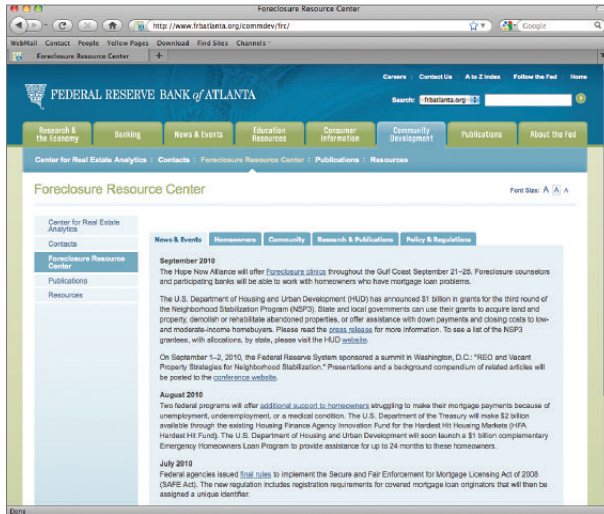 Foreclosure Resource Center
http://www.frbatlanta.org/commdev/frc/
Google
WebMail Contact People Yellow Pages Download Find Sites Channels
Foreclosure Resource Center
Careers Contact Us A to Z Index Follow the Fed Home
FEDERAL RESERVE BANK of ATLANTA
Search: frbatlanta.org
Research & the Economy
Banking
News & Events
Education Resources
Consumer Information
Community Development
Publications
About the Fed
Center for Real Estate Analytics : Contacts : Foreclosure Resource Center : Publications : Resources
Foreclosure Resource Center
Font Size: A A A
Center for Real Estate
Analytics
Contacts
Foreclosure Resource
Center
Publications
Resources
News & Events Homeowners Community Research & Publications Policy & Regulations
September 2010
The Hope Now Alliance will offer Foreclosure clinics throughout the Gulf Coast September 21–25. Foreclosure counselors
and participating banks will be able to work with homeowners who have mortgage loan problems.
The U.S. Department of Housing and Urban Development (HUD) has announced $1 billion in grants for the third round of
the Neighborhood Stabilization Program (NSP3). State and local governments can use their grants to acquire land and
property, demolish or rehabilitate abandoned properties, or offer assistance with down payments and closing costs to low-
and moderate-income homebuyers. Please read the press release for more information. To see a list of the NSP3
grantees, with allocations, by state, please visit the HUD website.
On September 1–2, 2010, the Federal Reserve System sponsored a summit in Washington, D.C.: "REO and Vacant
Property Strategies for Neighborhood Stabilization." Presentations and a background compendium of related articles will
be posted to the conference website.
August 2010
Two federal programs will offer additional support to homeowners struggling to make their mortgage payments because of
unemployment, underemployment, or a medical condition. The U.S. Department of the Treasury will make $2 billion
available through the existing Housing Finance Agency Innovation Fund for the Hardest Hit Housing Markets (HFA
Hardest Hit Fund). The U.S. Department of Housing and Urban Development will soon launch a $1 billion complementary
Emergency Homeowners Loan Program to provide assistance for up to 24 months to these homeowners.
July 2010
Federal agencies issued final rules to implement the Secure and Fair Enforcement for Mortgage Licensing Act of 2008
(SAFE Act). The new regulation includes registration requirements for covered mortgage loan originators that will then be
assigned a unique identifier.
Done